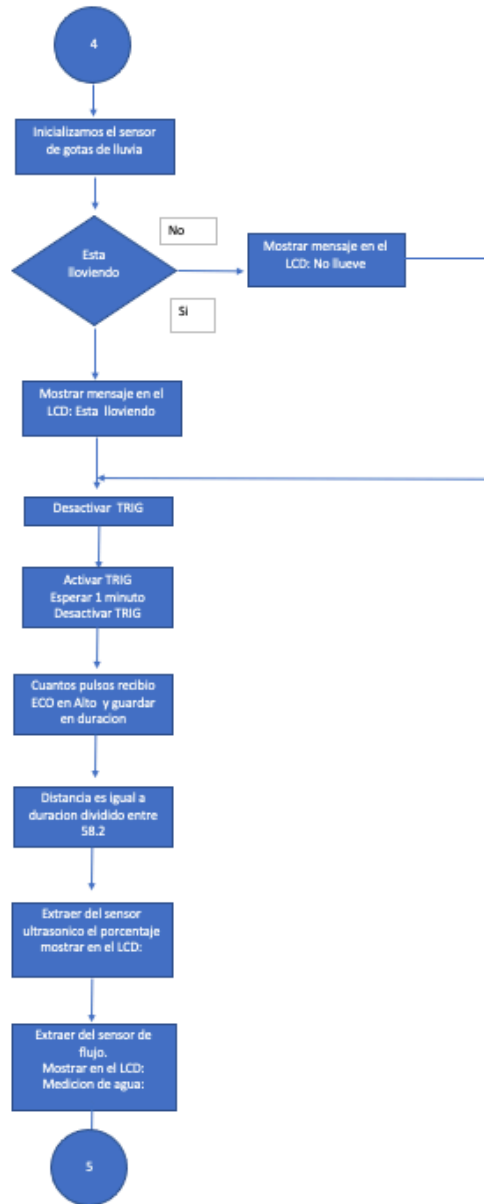 4
Inicializamos el sensor
de gotas de lluvia
Esta
lloviendo
No
Mostrar mensaje en el
LCD: No llueve
Si
Mostrar mensaje en el
LCD: Esta lloviendo
Desactivar TRIG
Activar TRIG
Esperar 1 minuto
Desactivar TRIG
Cuantos pulsos recibio
ECO en Alto y guardar
en duracion
Distancia es igual a
duracion dividido entre
58.2
Extraer del sensor
ultrasonico el porcentaje
mostrar en el LCD:
Extraer del sensor de
flujo.
Mostrar en el LCD:
Medicion de agua:
5